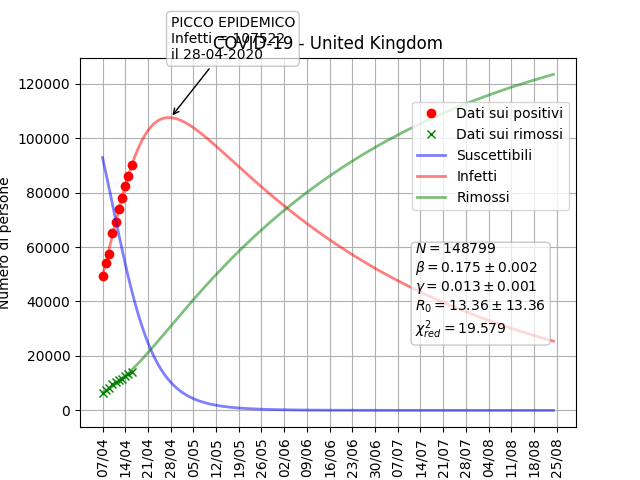 PICCO EPIDEMICO
Infetti = 107522
il 28-04-2020
COVID-19 - United Kingdom
Numero di persone
120000
100000
80000
60000
40000
20000
0
Dati sui positivi
Dati sui rimossi
Suscettibili
Infetti
Rimossi
N = 148799
β = 0.175 ± 0.002
γ = 0.013 ± 0.001
R₀ = 13.36 ± 13.36
χ²_red = 19.579
07/04 14/04 21/04 28/04 05/05 12/05 19/05 26/05 02/06 09/06 16/06 23/06 30/06 07/07 14/07 21/07 28/07 04/08 11/08 18/08 25/08